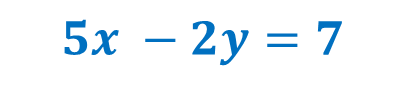 5x − 2y = 7